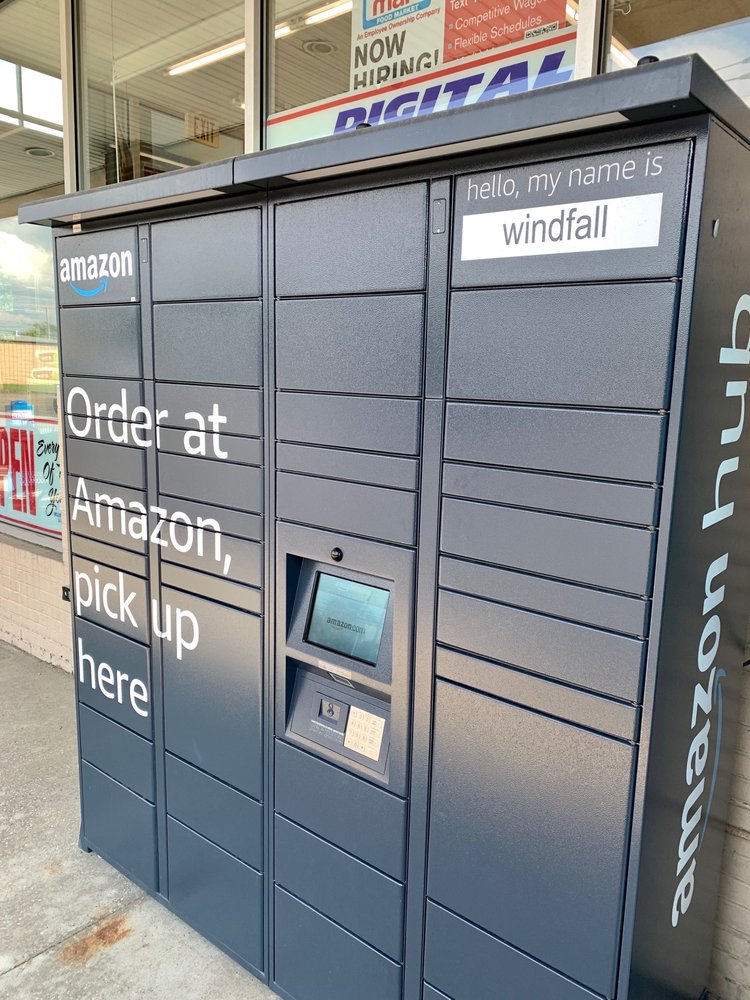 FOOD MARKET
An Employee Ownership Company
NOW
HIRING!
• Competitive Wages
• Flexible Schedules
DIGITAL
EXIT
hello, my name is
windfall
amazon
Order at
Amazon,
pick up
here
amazon.com
amazon hub